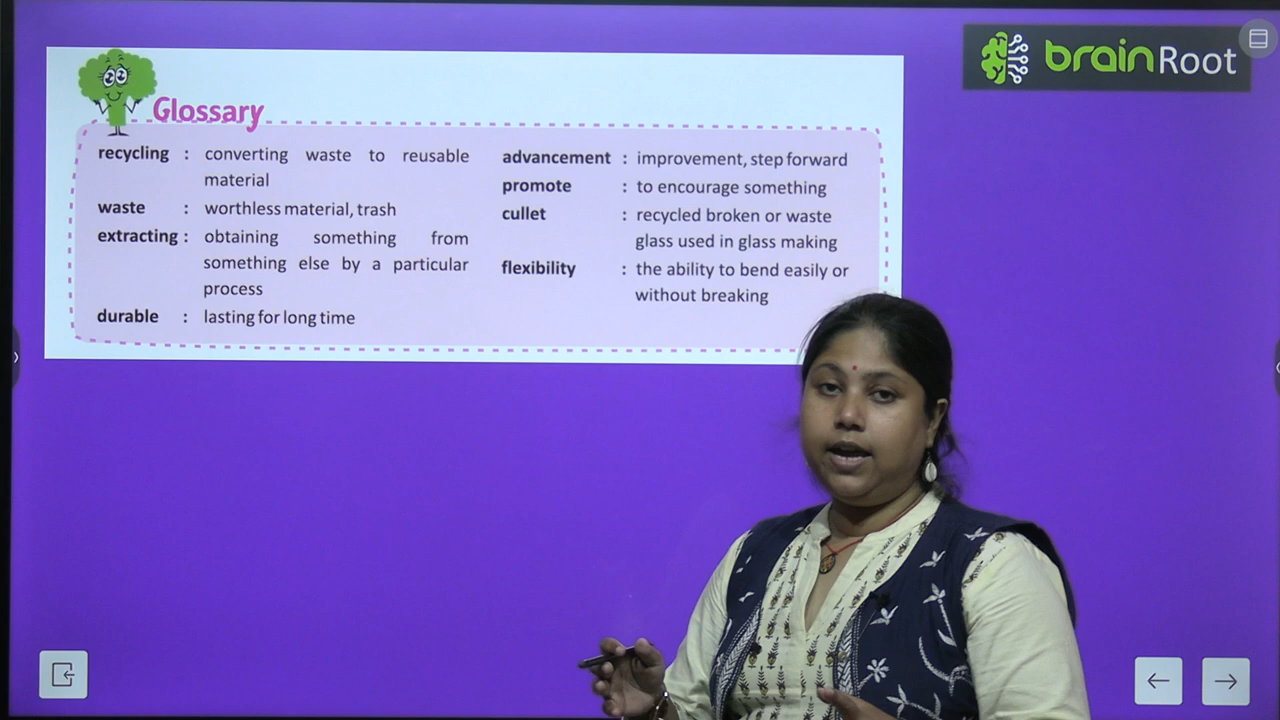 brainRoot
Glossary
recycling : converting waste to reusable
material
waste : worthless material, trash
extracting : obtaining something from
something else by a particular
process
durable : lasting for long time
advancement : improvement, step forward
promote : to encourage something
cullet : recycled broken or waste
glass used in glass making
flexibility : the ability to bend easily or
without breaking